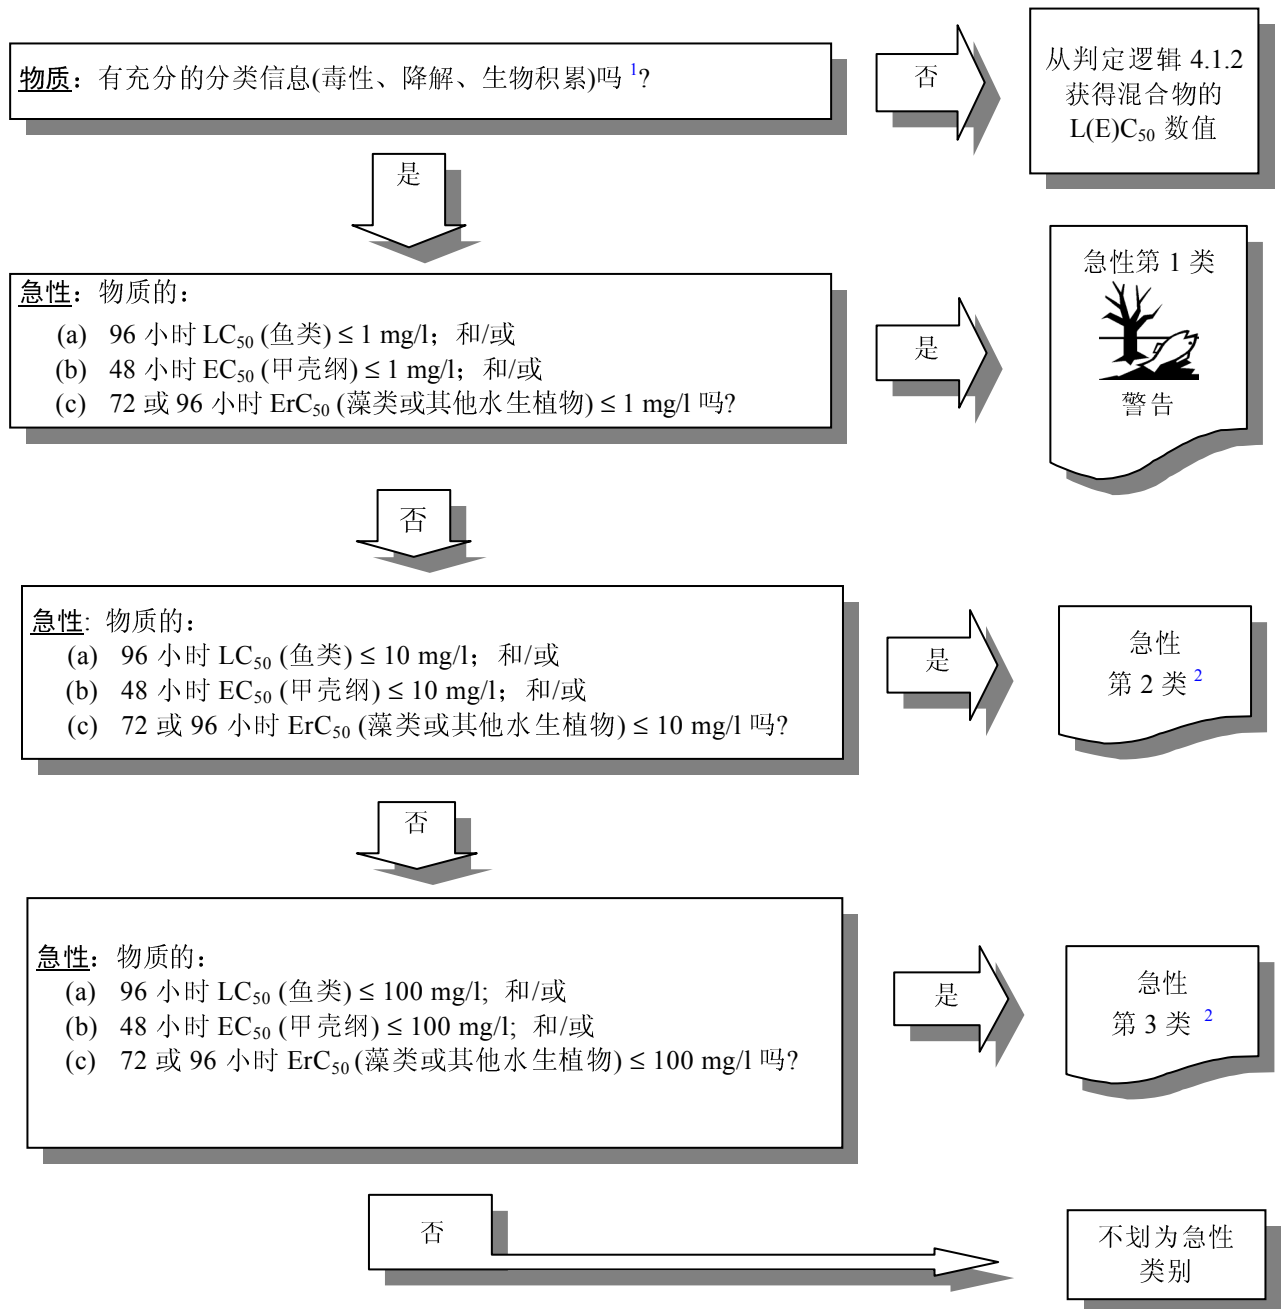 物质：有充分的分类信息(毒性、降解、生物积累)吗 1?
否
从判定逻辑 4.1.2
获得混合物的
L(E)C50 数值
是
急性：物质的：
(a) 96 小时 LC50 (鱼类) ≤ 1 mg/l；和/或
(b) 48 小时 EC50 (甲壳纲) ≤ 1 mg/l；和/或
(c) 72 或 96 小时 ErC50 (藻类或其他水生植物) ≤ 1 mg/l 吗?
是
急性第 1 类
警告
否
急性: 物质的：
(a) 96 小时 LC50 (鱼类) ≤ 10 mg/l；和/或
(b) 48 小时 EC50 (甲壳纲) ≤ 10 mg/l；和/或
(c) 72 或 96 小时 ErC50 (藻类或其他水生植物) ≤ 10 mg/l 吗?
是
急性
第 2 类 2
否
急性：物质的：
(a) 96 小时 LC50 (鱼类) ≤ 100 mg/l; 和/或
(b) 48 小时 EC50 (甲壳纲) ≤ 100 mg/l; 和/或
(c) 72 或 96 小时 ErC50 (藻类或其他水生植物) ≤ 100 mg/l 吗?
是
急性
第 3 类 2
否
不划为急性
类别